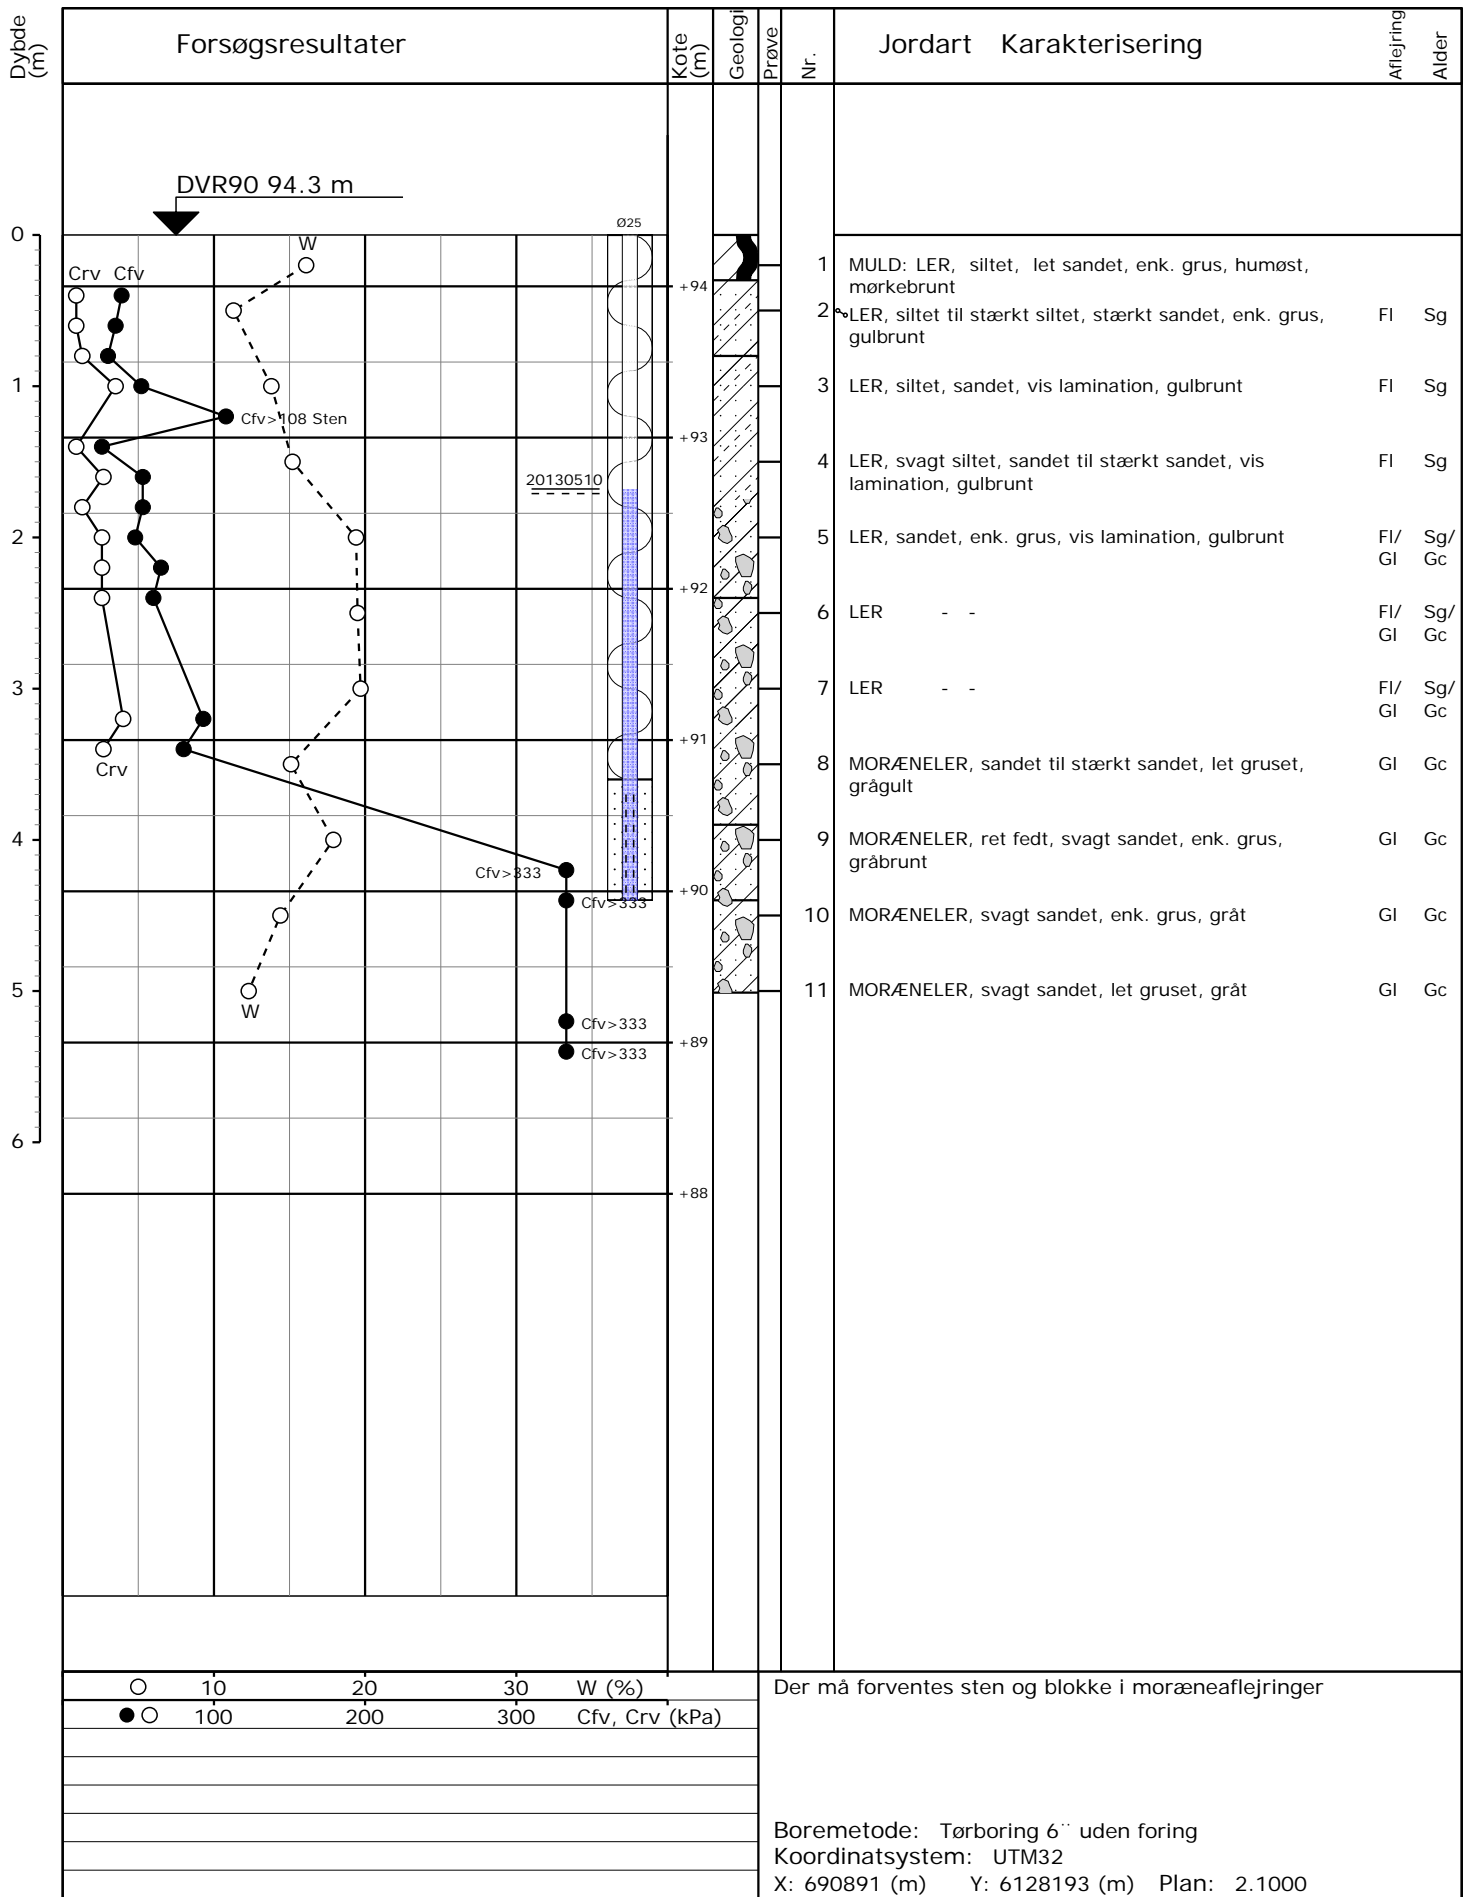 Dybde (m)
Forsøgsresultater
Kote (m)
Geologi
Prøve
Nr.
Jordart Karakterisering
Aflejring
Alder
DVR90 94.3 m
Ø25
0
W
1 MULD: LER, siltet, let sandet, enk. grus, humøst,
mørkebrunt
Crv Cfv
+94
2 LER, siltet til stærkt siltet, stærkt sandet, enk. grus, Fl Sg
gulbrunt
1
3 LER, siltet, sandet, vis lamination, gulbrunt Fl Sg
Cfv>108 Sten
+93
4 LER, svagt siltet, sandet til stærkt sandet, vis Fl Sg
lamination, gulbrunt
20130510
2
5 LER, sandet, enk. grus, vis lamination, gulbrunt Fl/ Sg/
Gl Gc
+92
6 LER - - Fl/ Sg/
Gl Gc
3
7 LER - - Fl/ Sg/
Gl Gc
+91
Crv
8 MORÆNELER, sandet til stærkt sandet, let gruset, Gl Gc
grågult
4
9 MORÆNELER, ret fedt, svagt sandet, enk. grus, Gl Gc
gråbrunt
Cfv>333
+90
Cfv>333
10 MORÆNELER, svagt sandet, enk. grus, gråt Gl Gc
5
11 MORÆNELER, svagt sandet, let gruset, gråt Gl Gc
W
Cfv>333
+89
Cfv>333
6
+88
10 20 30 W (%)
100 200 300 Cfv, Crv (kPa)
Der må forventes sten og blokke i moræneaflejringer
Boremetode: Tørboring 6¨ uden foring
Koordinatsystem: UTM32
X: 690891 (m) Y: 6128193 (m) Plan: 2.1000